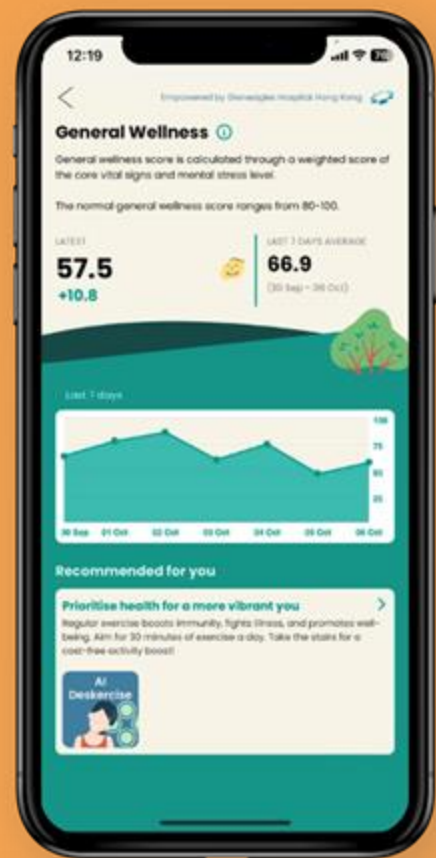 12:19
Empowered by Gleneagles Hospital Hong Kong
General Wellness
General wellness score is calculated through a weighted score of
the core vital signs and mental stress level.
The normal general wellness score ranges from 80-100.
LATEST
LAST 7 DAYS AVERAGE
57.5
66.9
+10.8
(30 Sep - 06 Oct)
Last 7 days
100
75
50
25
30 Sep 01 Oct 02 Oct 03 Oct 04 Oct 05 Oct 06 Oct
Recommended for you
Prioritise health for a more vibrant you
Regular exercise boosts immunity, fights illness, and promotes well-
being. Aim for 30 minutes of exercise a day. Take the stairs for a
cost-free activity boost!
AI
Deskercise